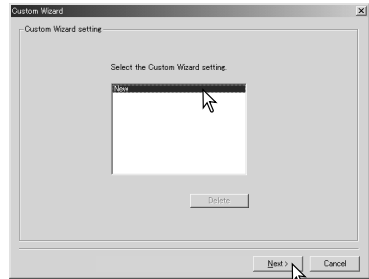 Custom Wizard
Custom Wizard setting
Select the Custom Wizard setting.
New
Delete
Next >
Cancel